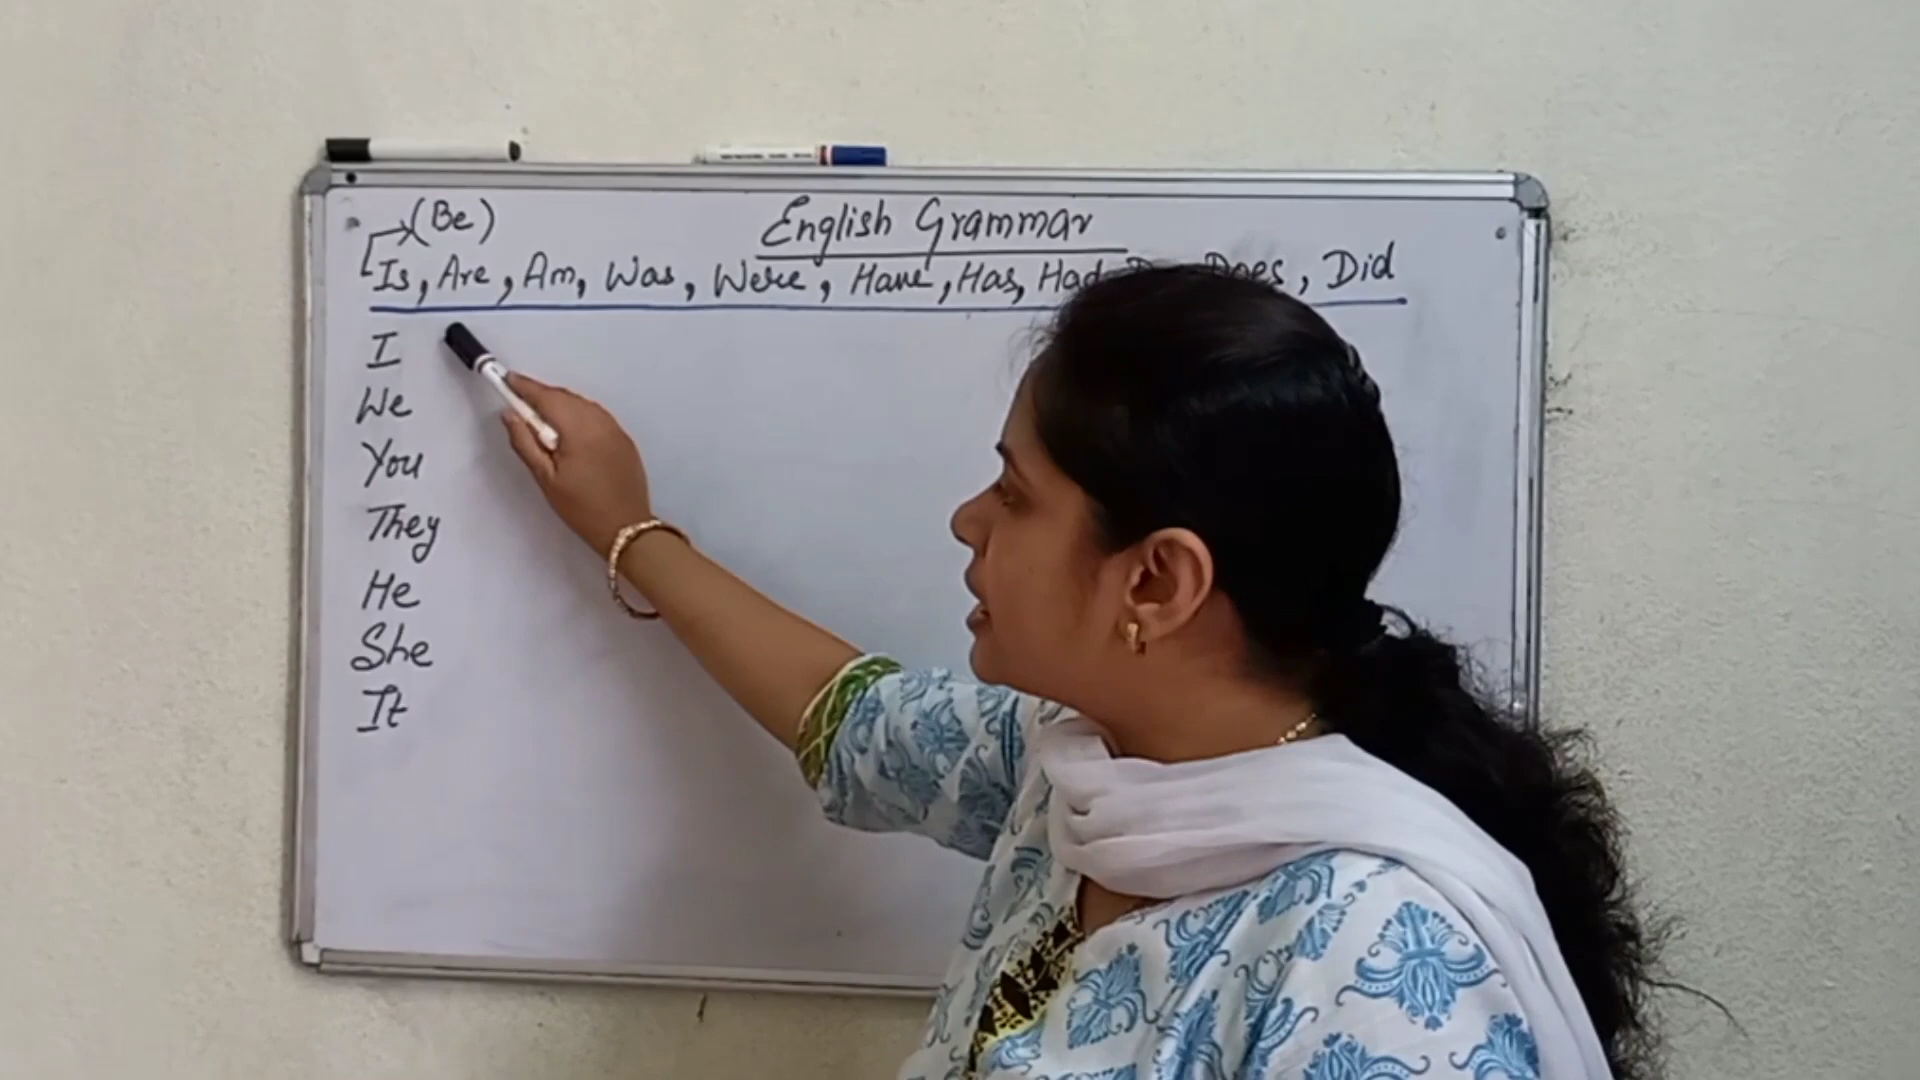 (Be)
English Grammar
Is, Are, Am, Was, Were, Have, Has, Had Does, Did
I
We
You
They
He
She
It